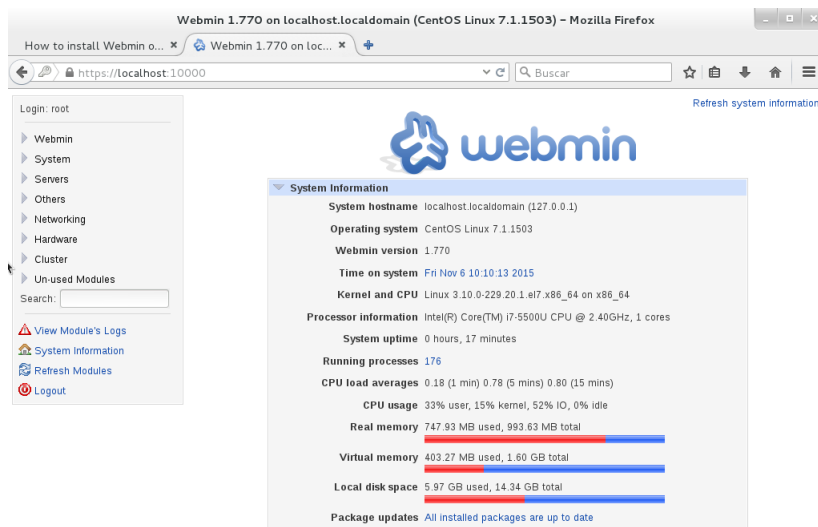 Webmin 1.770 on localhost.localdomain (CentOS Linux 7.1.1503) – Mozilla Firefox
How to install Webmin o... Webmin 1.770 on loc...
https://localhost:10000 Buscar
Login: root
Webmin
System
Servers
Others
Networking
Hardware
Cluster
Un-used Modules
Search:
View Module's Logs
System Information
Refresh Modules
Logout
Refresh system information
webmin
System Information
System hostname localhost.localdomain (127.0.0.1)
Operating system CentOS Linux 7.1.1503
Webmin version 1.770
Time on system Fri Nov 6 10:10:13 2015
Kernel and CPU Linux 3.10.0-229.20.1.el7.x86_64 on x86_64
Processor information Intel(R) Core(TM) i7-5500U CPU @ 2.40GHz, 1 cores
System uptime 0 hours, 17 minutes
Running processes 176
CPU load averages 0.18 (1 min) 0.78 (5 mins) 0.80 (15 mins)
CPU usage 33% user, 15% kernel, 52% IO, 0% idle
Real memory 747.93 MB used, 993.63 MB total
Virtual memory 403.27 MB used, 1.60 GB total
Local disk space 5.97 GB used, 14.34 GB total
Package updates All installed packages are up to date